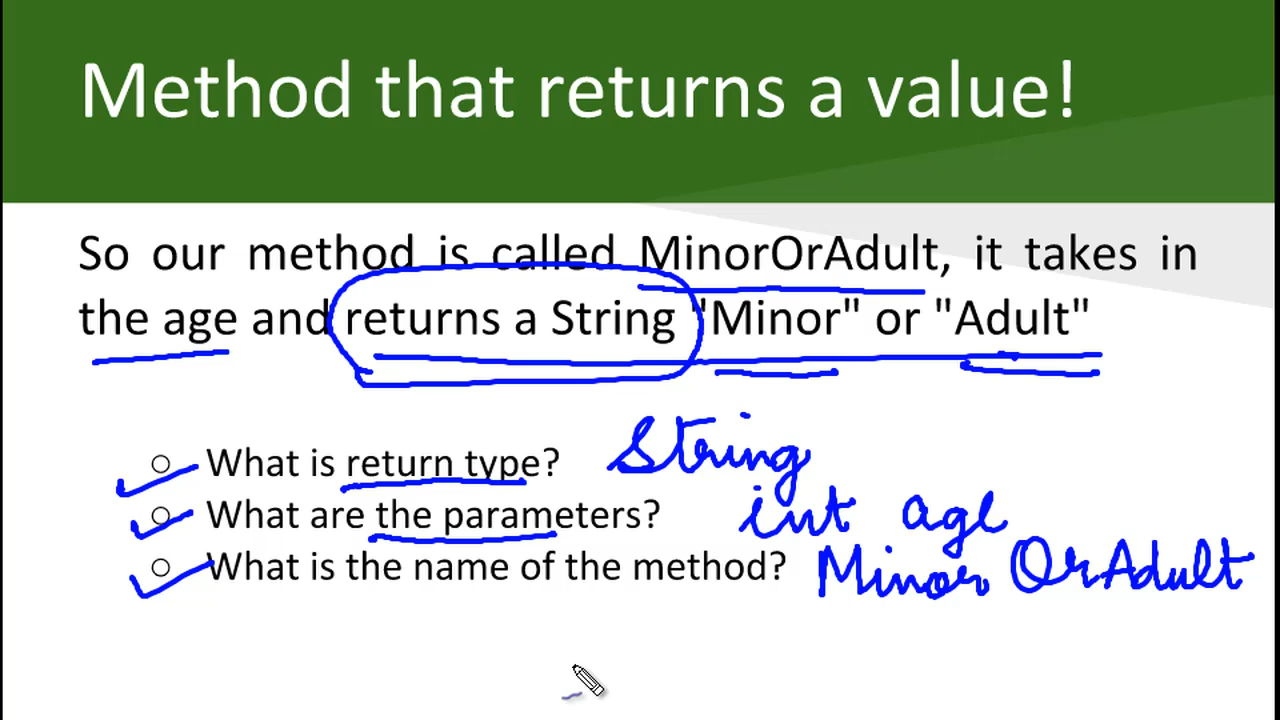 Method that returns a value!
So our method is called MinorOrAdult, it takes in
the age and returns a String "Minor" or "Adult"
○ What is return type? String
○ What are the parameters? int age
○ What is the name of the method? Minor OrAdult